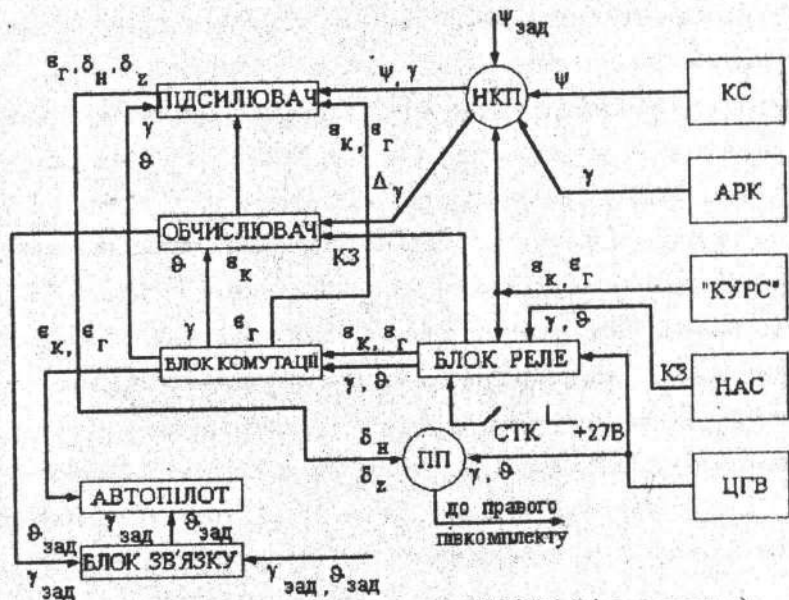 Ψзад
εг, δн, δz
ПІДСИЛЮВАЧ
Ψ, γ
НКП
Ψ
КС
γ
ϑ
εк, εг
Δγ
γ
АРК
ОБЧИСЛЮВАЧ
КЗ
ϑ
εк
εк, εг
"КУРС"
εк, εг
γ
εг
εк, εг
γ, ϑ
БЛОК КОМУТАЦІЇ
БЛОК РЕЛЕ
КЗ
НАС
γ, ϑ
СТК
+27В
δн
ПП
δz
γ, ϑ
ЦГВ
АВТОПІЛОТ
до правого
півкомплекту
ϑзад
γзад
ϑзад
БЛОК ЗВ'ЯЗКУ
γзад
γзад, ϑзад